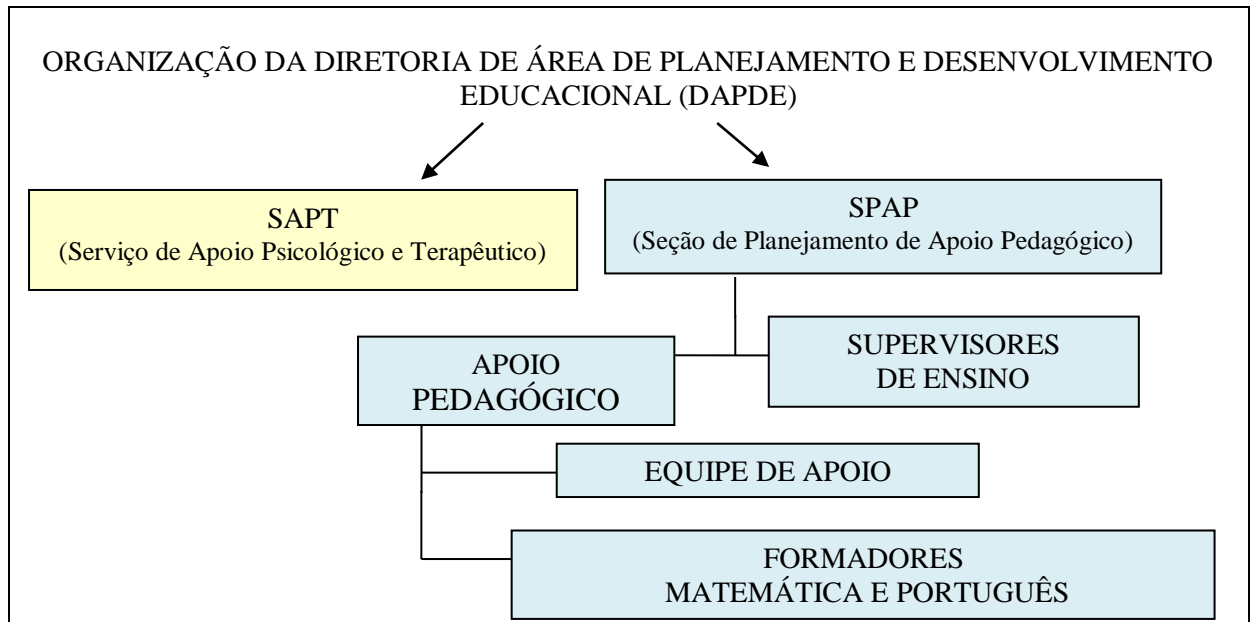 ORGANIZAÇÃO DA DIRETORIA DE ÁREA DE PLANEJAMENTO E DESENVOLVIMENTO
EDUCACIONAL (DAPDE)
SAPT
(Serviço de Apoio Psicológico e Terapêutico)
SPAP
(Seção de Planejamento de Apoio Pedagógico)
APOIO
PEDAGÓGICO
SUPERVISORES
DE ENSINO
EQUIPE DE APOIO
FORMADORES
MATEMÁTICA E PORTUGUÊS